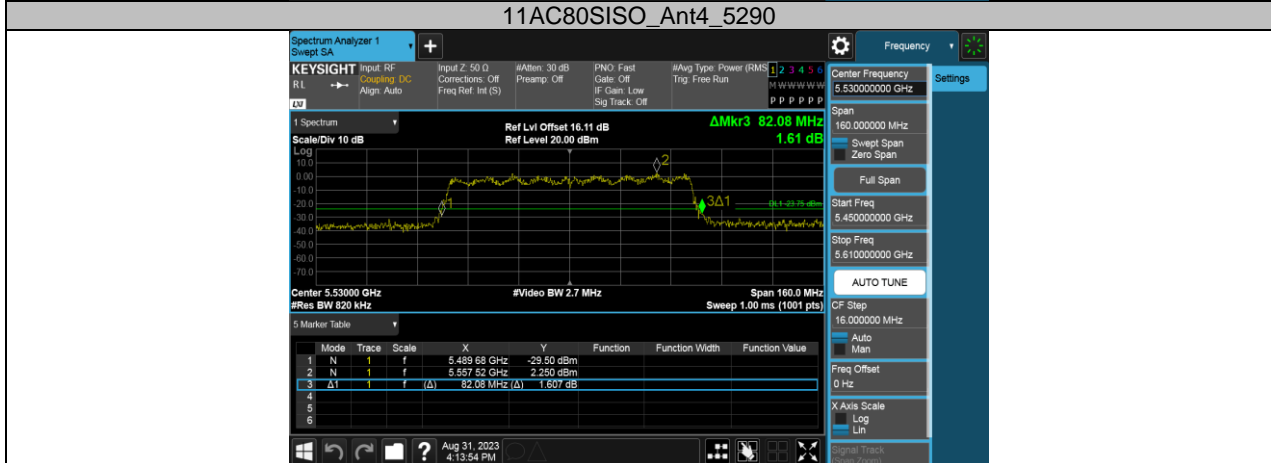 11AC80SISO_Ant4_5290
Spectrum Analyzer 1
Swept SA
Frequency
KEYSIGHT
RL
LXI
Input: RF
Coupling: DC
Align: Auto
Input Z: 50 Ω
Corrections: Off
Freq Ref: Int (S)
#Atten: 30 dB
Preamp: Off
PNO: Fast
Gate: Off
IF Gain: Low
Sig Track: Off
#Avg Type: Power (RMS
Trig: Free Run
1 2 3 4 5 6
M W W W W W
P P P P P P
1 Spectrum
Scale/Div 10 dB
Ref Lvl Offset 16.11 dB
Ref Level 20.00 dBm
ΔMkr3 82.08 MHz
1.61 dB
Log
10.0
0.00
-10.0
-20.0
-30.0
-40.0
-50.0
-60.0
-70.0
1
2
3Δ1
DL1 -23.75 dBm
Center 5.53000 GHz
#Res BW 820 kHz
#Video BW 2.7 MHz
Span 160.0 MHz
Sweep 1.00 ms (1001 pts)
5 Marker Table
Mode Trace Scale X Y Function Function Width Function Value
1 N 1 f 5.489 68 GHz -29.50 dBm
2 N 1 f 5.557 52 GHz 2.250 dBm
3 Δ1 1 f (Δ) 82.08 MHz (Δ) 1.607 dB
4
5
6
Aug 31, 2023
4:13:54 PM
Center Frequency
5.530000000 GHz
Settings
Span
160.000000 MHz
Swept Span
Zero Span
Full Span
Start Freq
5.450000000 GHz
Stop Freq
5.610000000 GHz
AUTO TUNE
CF Step
16.000000 MHz
Auto
Man
Freq Offset
0 Hz
X Axis Scale
Log
Lin
Signal Track
(Span Zoom)